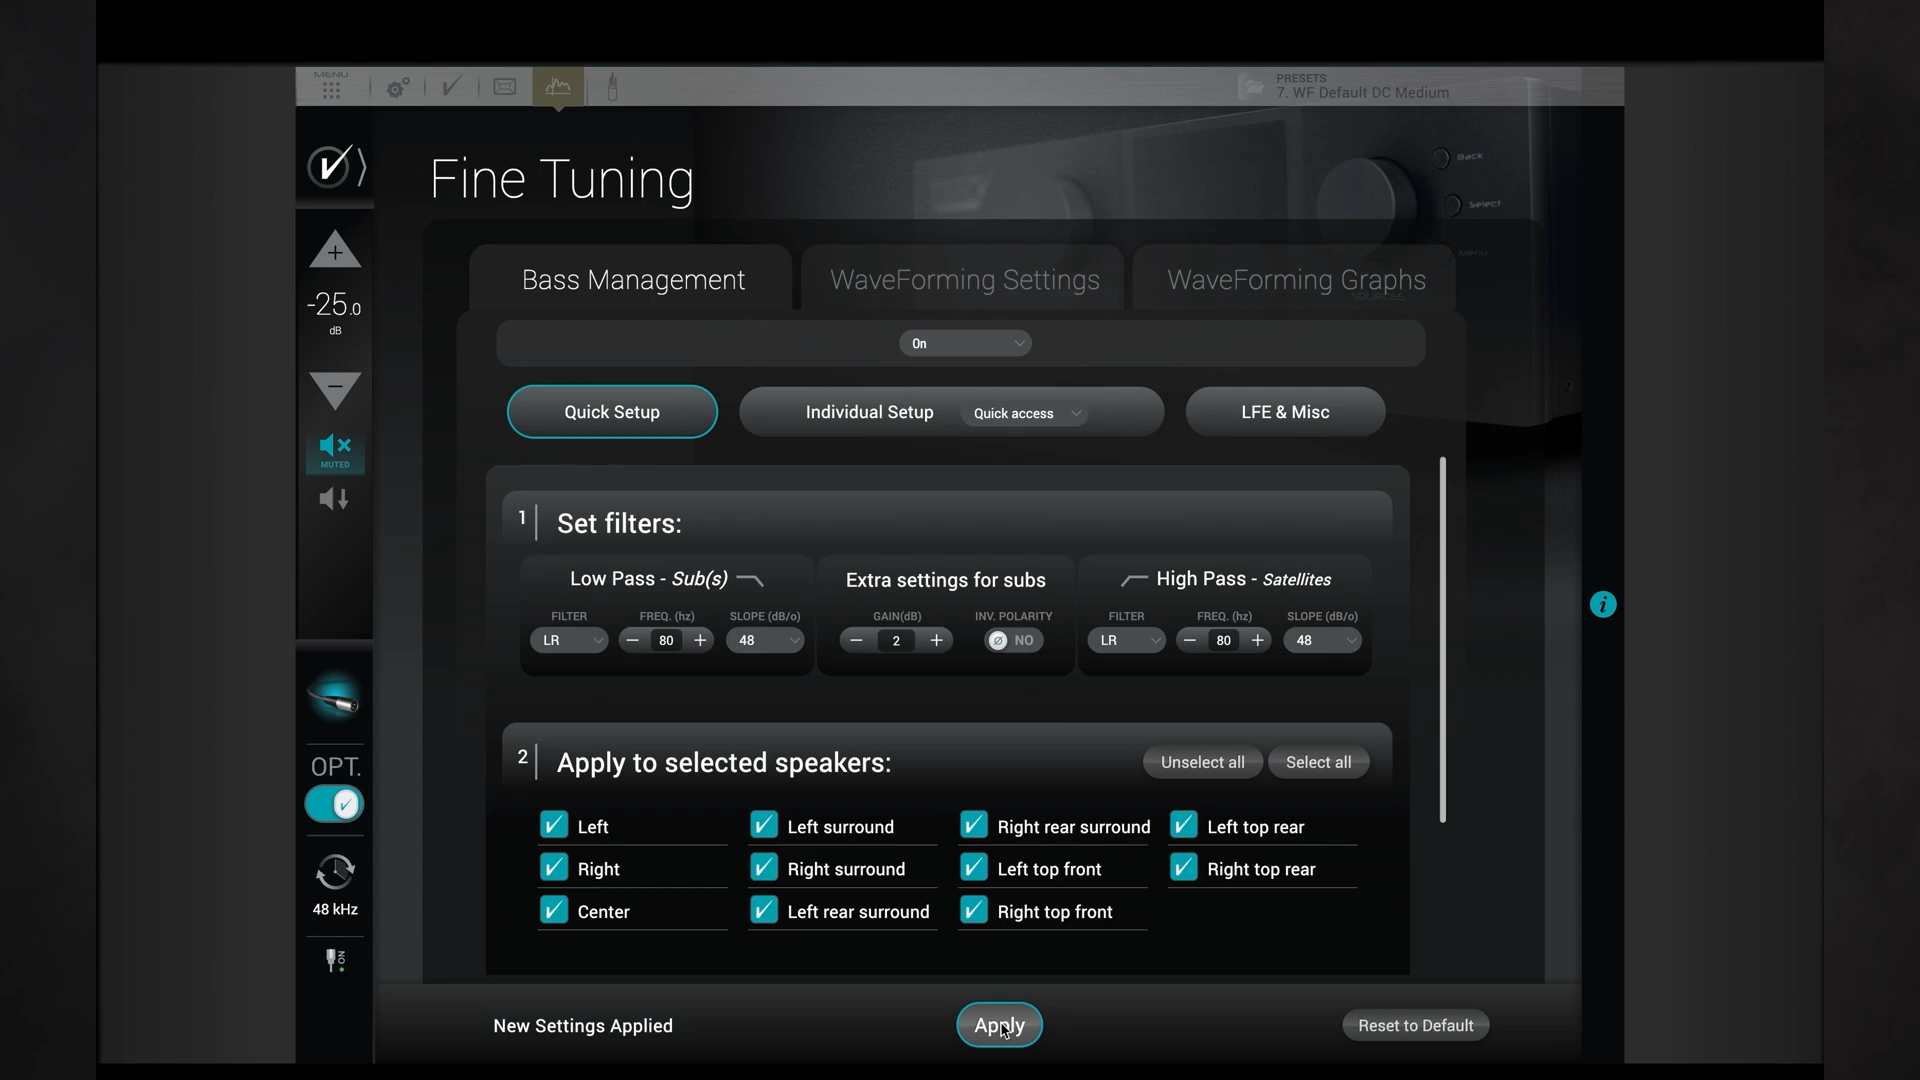 MENU
PRESETS
7. WF Default DC Medium
Back
Select
Menu
Fine Tuning
Bass Management
WaveForming Settings
WaveForming Graphs
SOURCES
-25.0
dB
MUTED
OPT.
48 kHz
NO
On
Quick Setup
Individual Setup
Quick access
LFE & Misc
1
Set filters:
Low Pass - Sub(s)
FILTER
FREQ. (hz)
SLOPE (dB/o)
LR
80
48
Extra settings for subs
GAIN(dB)
INV. POLARITY
2
NO
High Pass - Satellites
FILTER
FREQ. (hz)
SLOPE (dB/o)
LR
80
48
2
Apply to selected speakers:
Unselect all
Select all
Left
Left surround
Right rear surround
Left top rear
Right
Right surround
Left top front
Right top rear
Center
Left rear surround
Right top front
New Settings Applied
Apply
Reset to Default